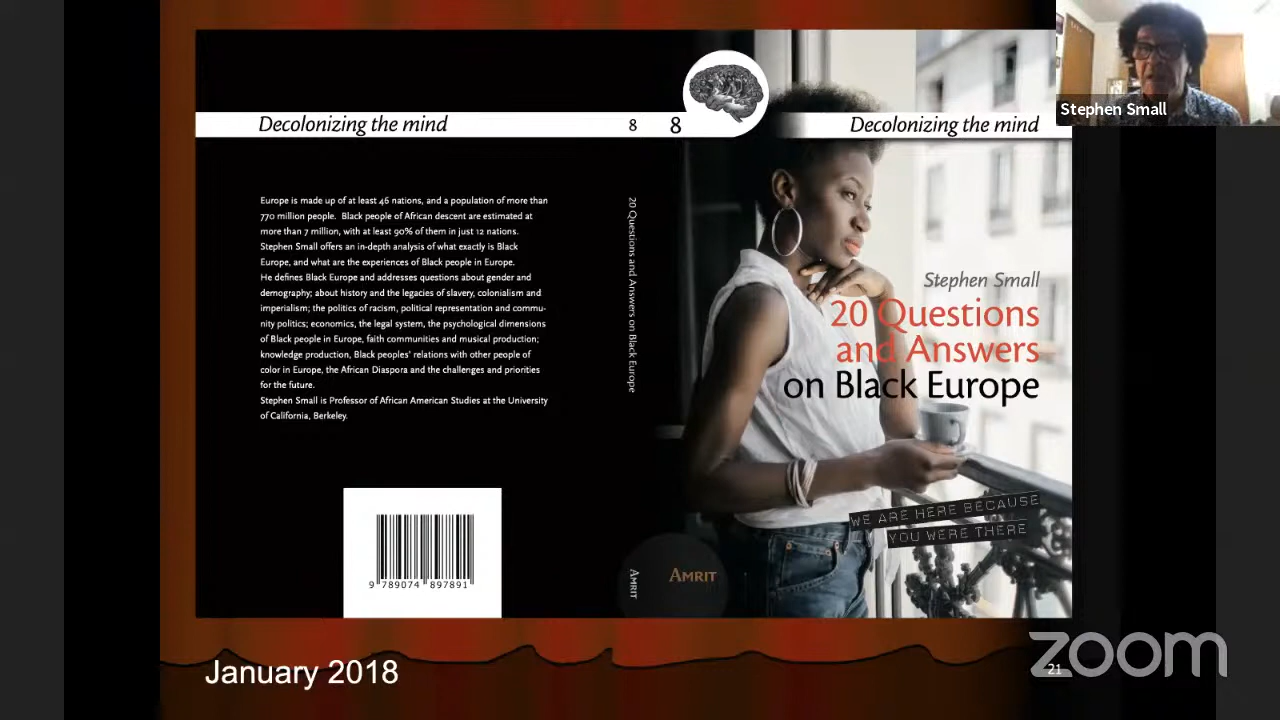 Decolonizing the mind
8
8
Decolonizing the mind
Stephen Small
Europe is made up of at least 46 nations, and a population of more than
770 million people. Black people of African descent are estimated at
more than 7 million, with at least 90% of them in just 12 nations.
Stephen Small offers an in-depth analysis of what exactly is Black
Europe, and what are the experiences of Black people in Europe.
He defines Black Europe and addresses questions about gender and
demography; about history and the legacies of slavery, colonialism and
imperialism; the politics of racism, political representation and commu-
nity politics; economics, the legal system, the psychological dimensions
of Black people in Europe, faith communities and musical production;
knowledge production, Black peoples' relations with other people of
color in Europe, the African Diaspora and the challenges and priorities
for the future.
Stephen Small is Professor of African American Studies at the University
of California, Berkeley.
9 789074 897891
20 Questions and Answers on Black Europe
AMRIT
AMRIT
Stephen Small
20 Questions
and Answers
on Black Europe
WE ARE HERE BECAUSE
YOU WERE THERE
January 2018
zoom
21